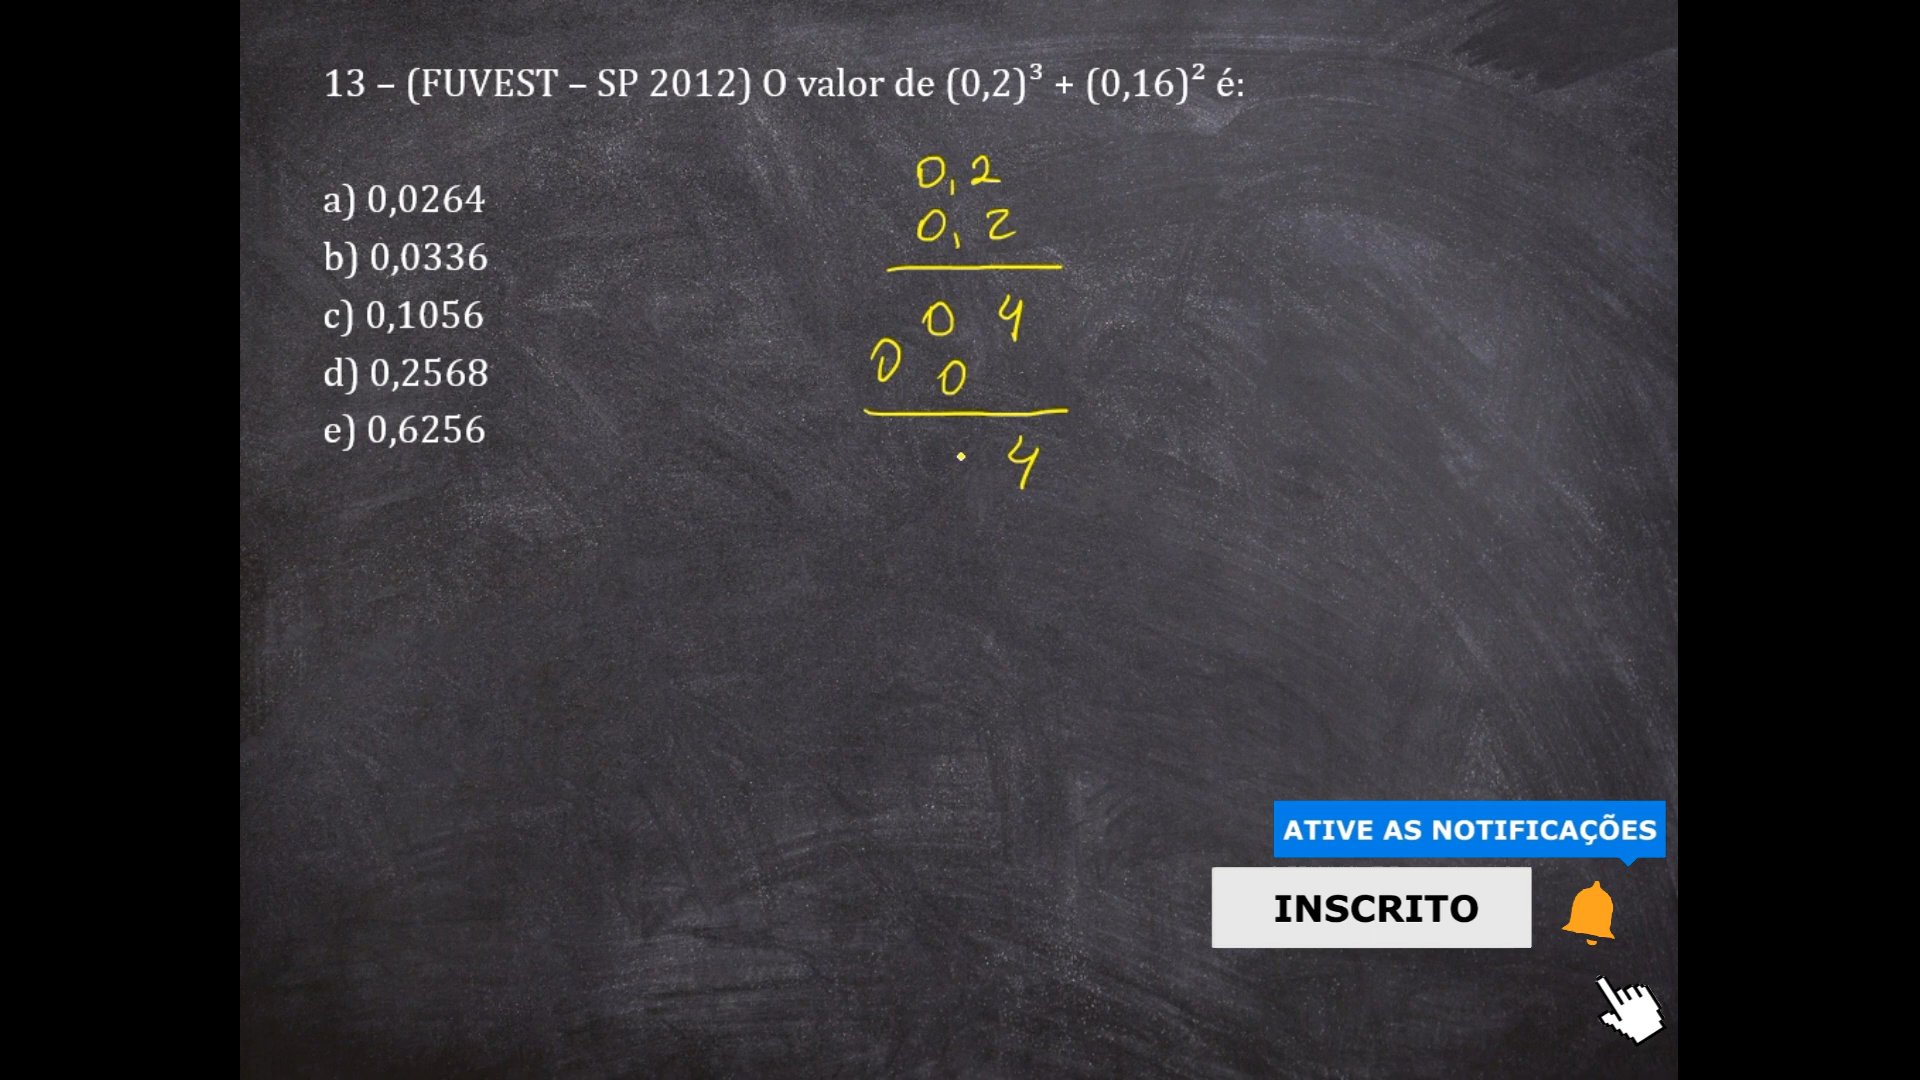 13 – (FUVEST – SP 2012) O valor de (0,2)³ + (0,16)² é:
a) 0,0264
b) 0,0336
c) 0,1056
d) 0,2568
e) 0,6256
0,2
0,2
0 4
0 0
4
ATIVE AS NOTIFICAÇÕES
INSCRITO